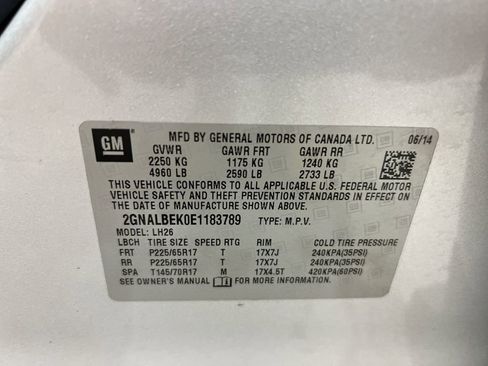 GM
MFD BY GENERAL MOTORS OF CANADA LTD. 06/14
GVWR GAWR FRT GAWR RR
2250 KG 1175 KG 1240 KG
4960 LB 2590 LB 2733 LB
THIS VEHICLE CONFORMS TO ALL APPLICABLE U.S. FEDERAL MOTOR
VEHICLE SAFETY AND THEFT PREVENTION STANDARDS IN EFFECT ON
THE DATE OF MANUFACTURE SHOWN ABOVE.
2GNALBEK0E1183789 TYPE: M.P.V.
MODEL: LH26
LBCH TIRE SIZE SPEED RTG RIM COLD TIRE PRESSURE
FRT P225/65R17 T 17X7J 240KPA(35PSI)
RR P225/65R17 T 17X7J 240KPA(35PSI)
SPA T145/70R17 M 17X4.5T 420KPA(60PSI)
SEE OWNER'S MANUAL FOR MORE INFORMATION.